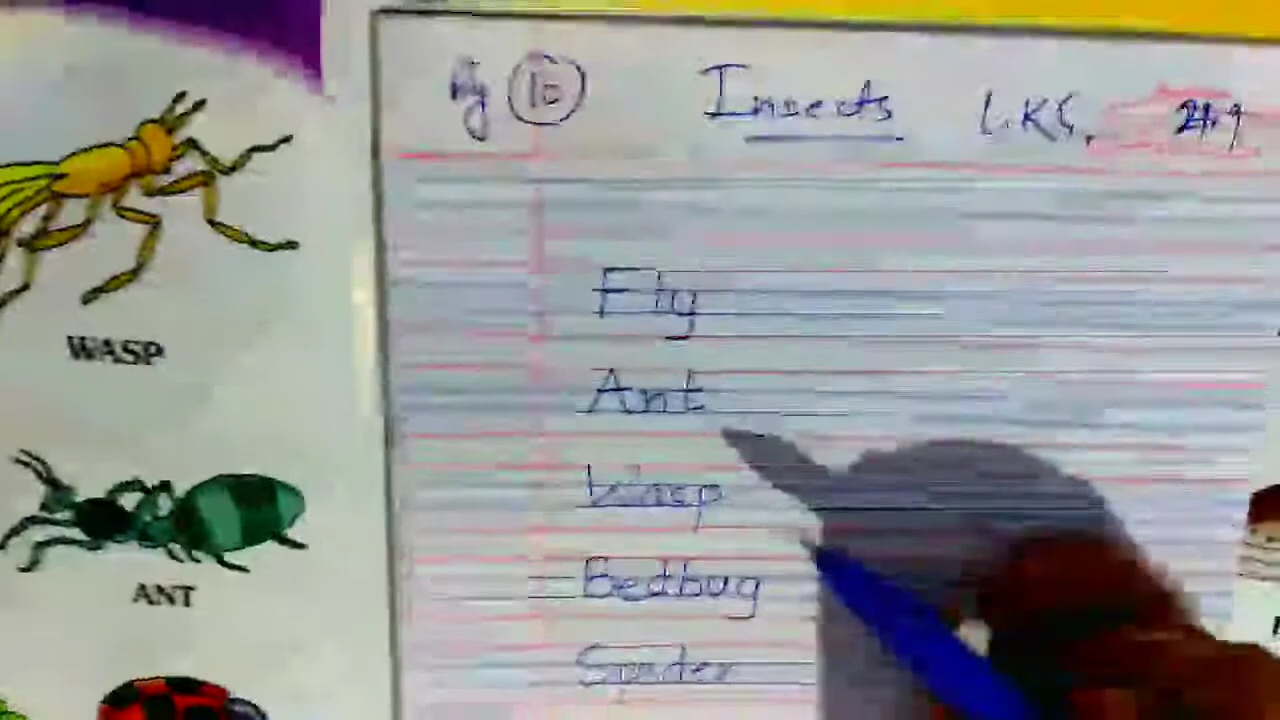 Insects L.K.G.
Fly
WASP
Ant
Wasp
ANT
Bedbug
Spider